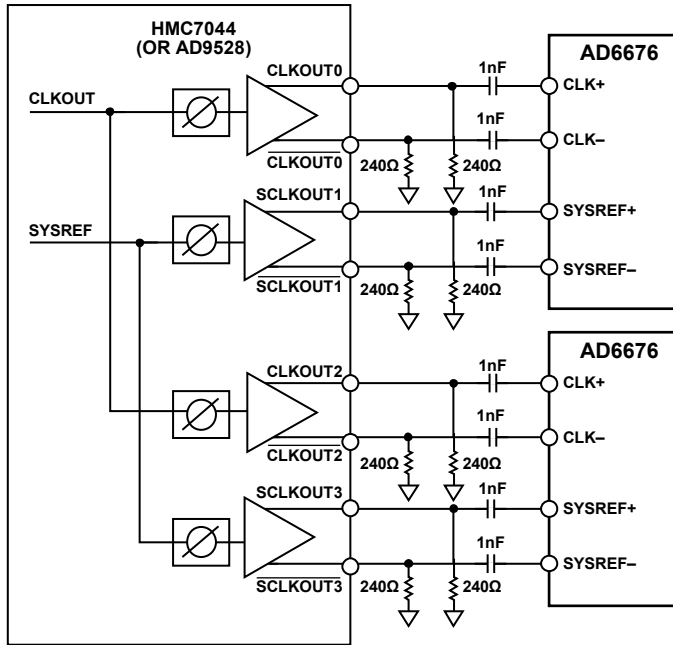 HMC7044
(OR AD9528)
AD6676
CLKOUT
CLKOUT0
1nF
CLK+
1nF
CLK–
CLKOUT0
240Ω
240Ω
1nF
SCLKOUT1
SYSREF+
SYSREF
1nF
SYSREF–
SCLKOUT1
240Ω
240Ω
AD6676
CLKOUT2
1nF
CLK+
1nF
CLK–
CLKOUT2
240Ω
240Ω
1nF
SCLKOUT3
SYSREF+
1nF
SYSREF–
SCLKOUT3
240Ω
240Ω